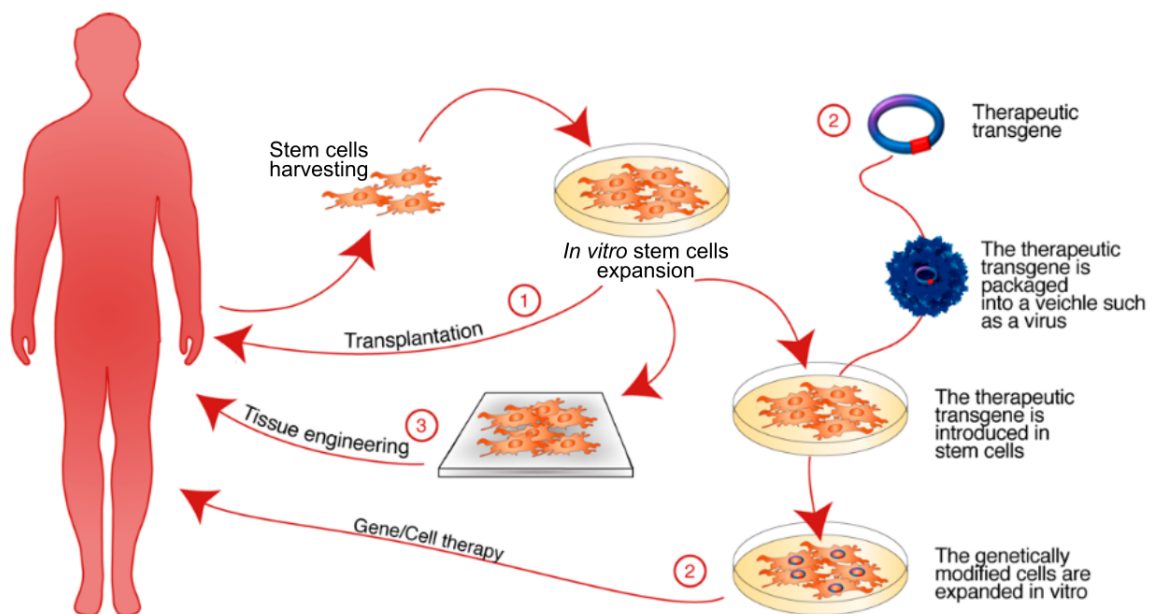 Stem cells
harvesting
In vitro stem cells
expansion
1
Transplantation
3
Tissue engineering
Gene/Cell therapy
2
2
Therapeutic
transgene
The therapeutic
transgene is
packaged
into a veichle such
as a virus
The therapeutic
transgene is
introduced in
stem cells
The genetically
modified cells are
expanded in vitro